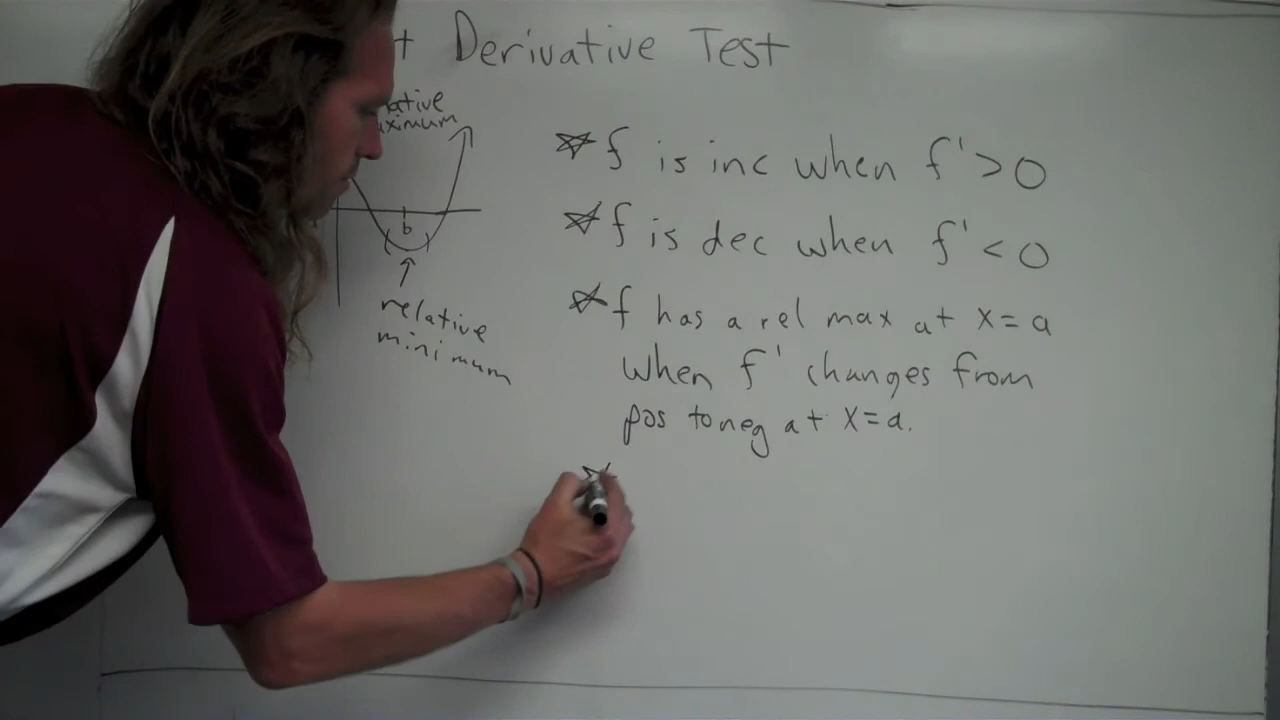 Derivative Test
f is inc when f' > 0
f is dec when f' < 0
f has a rel max at x = a
when f' changes from
pos to neg at x = a.
b
relative
minimum